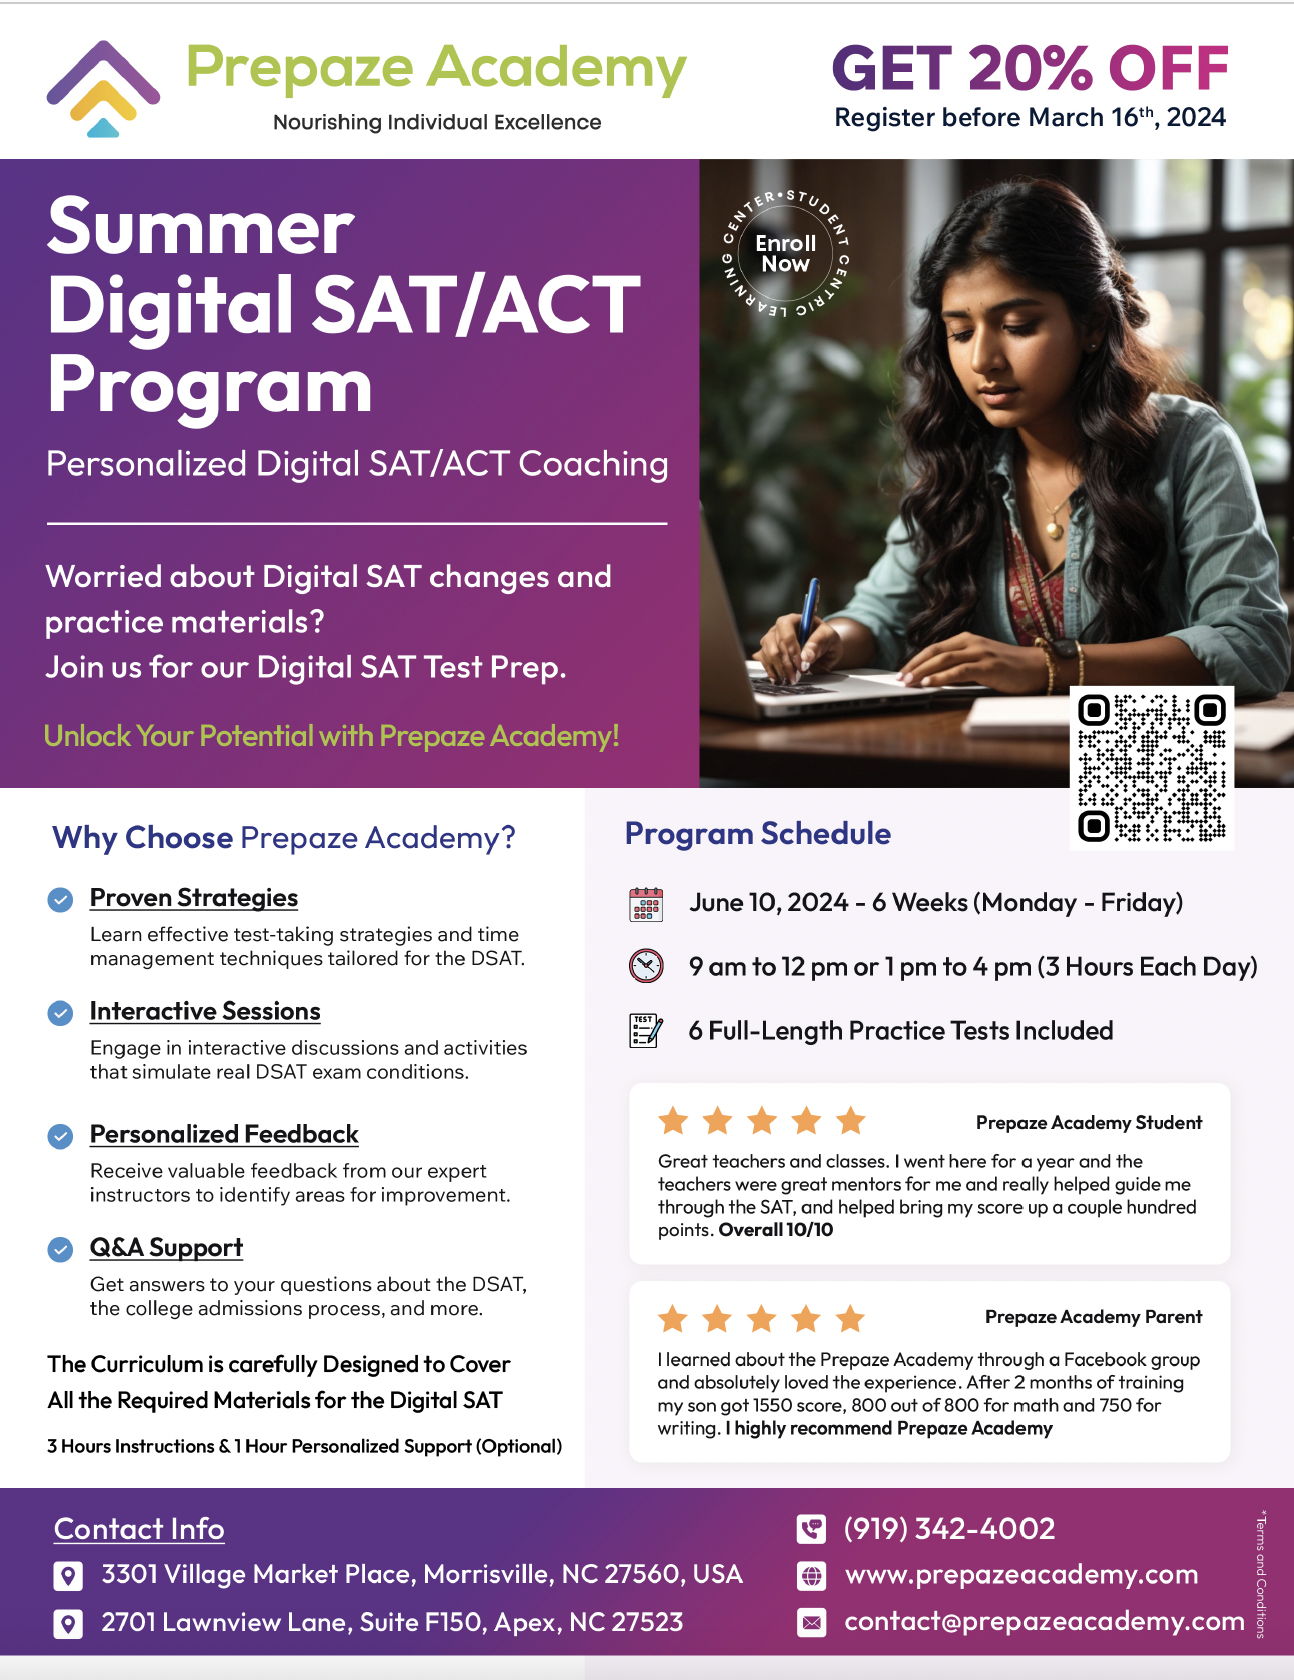 Prepaze Academy
Nourishing Individual Excellence
GET 20% OFF
Register before March 16th, 2024
Summer
Digital SAT/ACT
Program
Personalized Digital SAT/ACT Coaching
Worried about Digital SAT changes and
practice materials?
Join us for our Digital SAT Test Prep.
Unlock Your Potential with Prepaze Academy!
STUDENT CENTRIC LEARNING CENTER•
Enroll
Now
Why Choose Prepaze Academy?
Proven Strategies
Learn effective test-taking strategies and time
management techniques tailored for the DSAT.
Interactive Sessions
Engage in interactive discussions and activities
that simulate real DSAT exam conditions.
Personalized Feedback
Receive valuable feedback from our expert
instructors to identify areas for improvement.
Q&A Support
Get answers to your questions about the DSAT,
the college admissions process, and more.
The Curriculum is carefully Designed to Cover
All the Required Materials for the Digital SAT
3 Hours Instructions & 1 Hour Personalized Support (Optional)
Program Schedule
June 10, 2024 - 6 Weeks (Monday - Friday)
9 am to 12 pm or 1 pm to 4 pm (3 Hours Each Day)
TEST
6 Full-Length Practice Tests Included
Prepaze Academy Student
Great teachers and classes. I went here for a year and the
teachers were great mentors for me and really helped guide me
through the SAT, and helped bring my score up a couple hundred
points. Overall 10/10
Prepaze Academy Parent
I learned about the Prepaze Academy through a Facebook group
and absolutely loved the experience. After 2 months of training
my son got 1550 score, 800 out of 800 for math and 750 for
writing. I highly recommend Prepaze Academy
Contact Info
3301 Village Market Place, Morrisville, NC 27560, USA
2701 Lawnview Lane, Suite F150, Apex, NC 27523
(919) 342-4002
www.prepazeacademy.com
contact@prepazeacademy.com
*Terms and Conditions